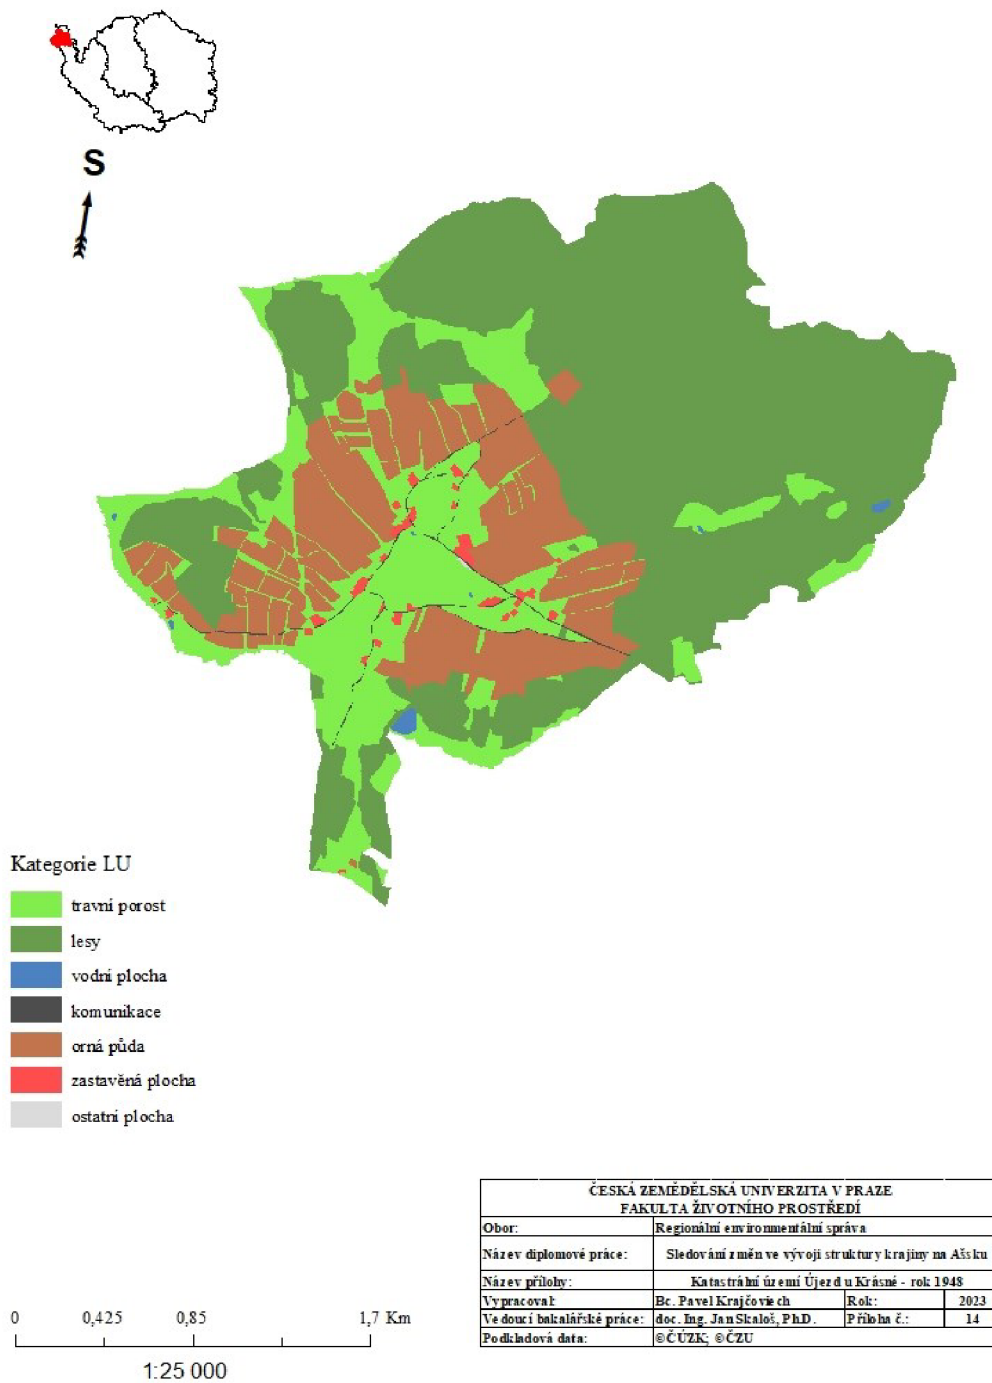 S
Kategorie LU
travní porost
lesy
vodní plocha
komunikace
orná půda
zastavěná plocha
ostatní plocha
0 0,425 0,85 1,7 Km
1:25 000
ČESKÁ ZEMĚDĚLSKÁ UNIVERZITA V PRAZE
FAKULTA ŽIVOTNÍHO PROSTŘEDÍ
Obor: Regionální environmentální správa
Název diplomové práce: Sledování změn ve vývoji struktury krajiny na Ašsku
Název přílohy: Katastrální území Újezd u Krásné - rok 1948
Vypracoval: Bc. Pavel Krajčoviech Rok: 2023
Vedoucí bakalářské práce: doc. Ing. Jan Skaloš, Ph.D. Příloha č.: 14
Podkladová data: ©ČÚZK; ©ČZU